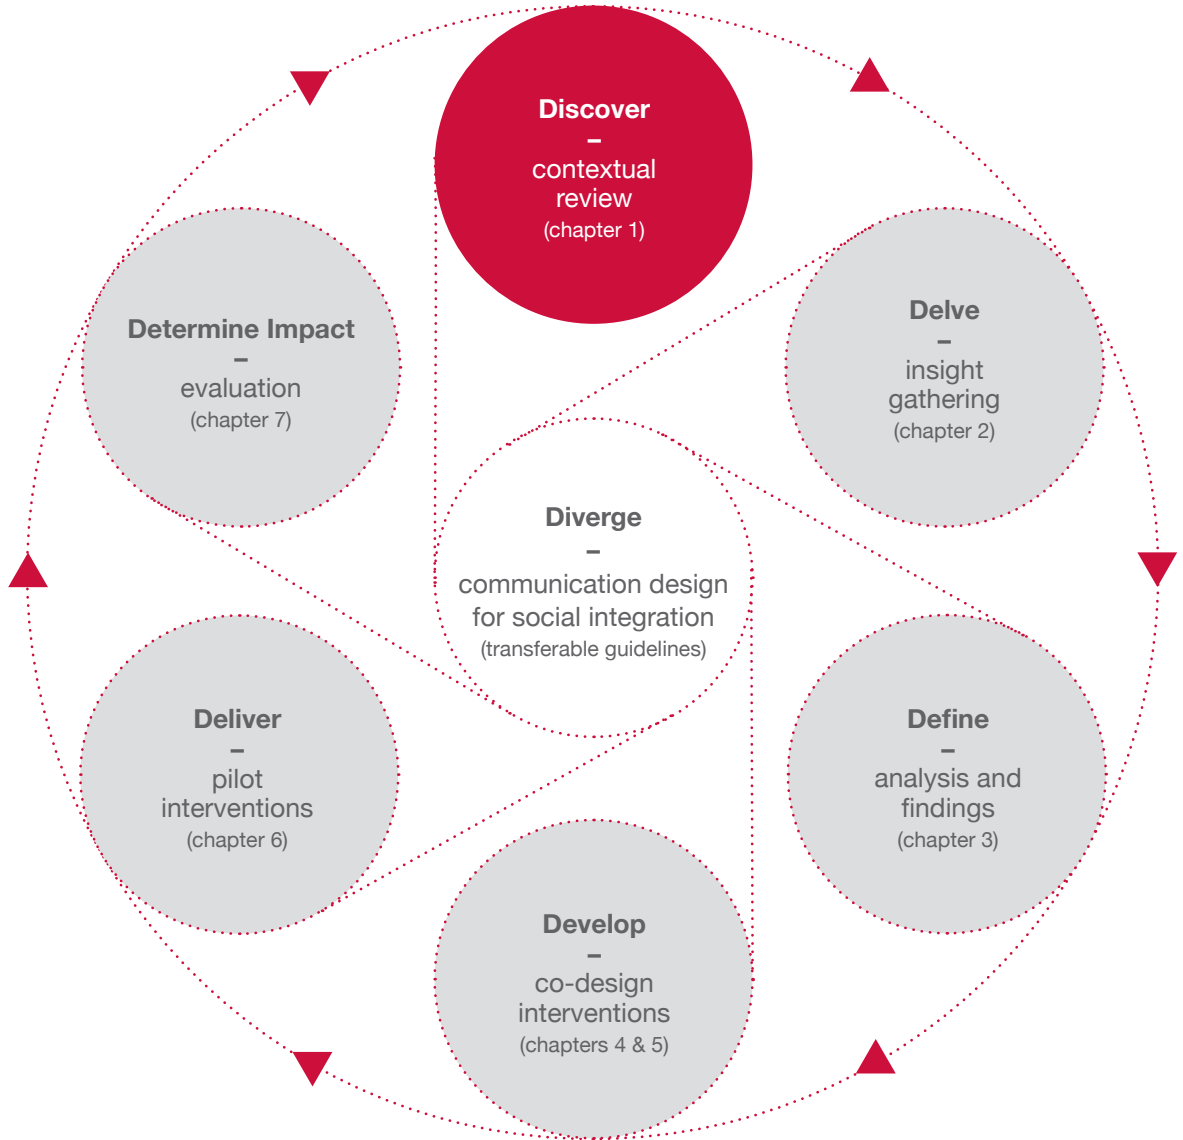 Discover
–
contextual
review
(chapter 1)
Delve
–
insight
gathering
(chapter 2)
Define
–
analysis and
findings
(chapter 3)
Develop
–
co-design
interventions
(chapters 4 & 5)
Deliver
–
pilot
interventions
(chapter 6)
Determine Impact
–
evaluation
(chapter 7)
Diverge
–
communication design
for social integration
(transferable guidelines)